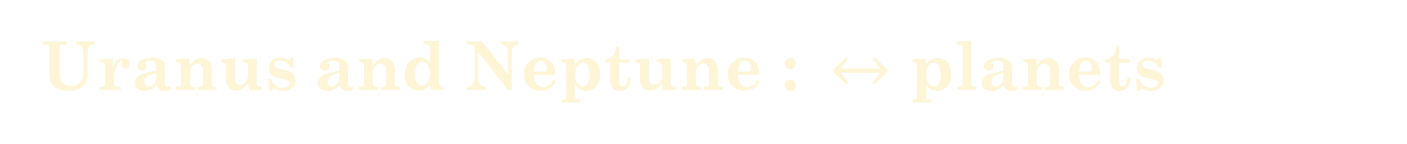 Uranus and Neptune : ↔ planets